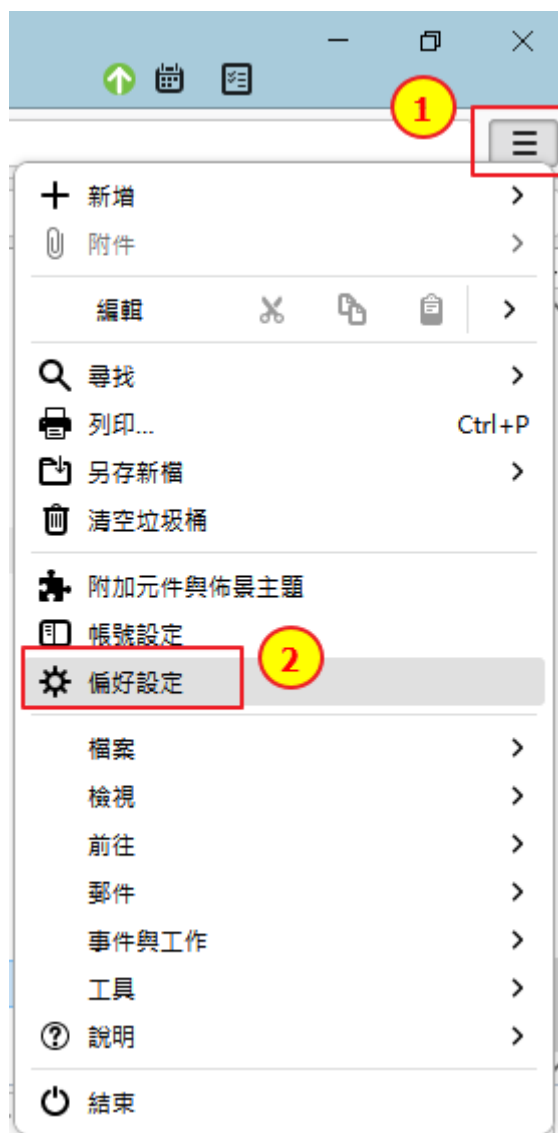 1
新增
附件
編輯
尋找
列印... Ctrl+P
另存新檔
清空垃圾桶
附加元件與佈景主題
帳號設定
2
偏好設定
檔案
檢視
前往
郵件
事件與工作
工具
說明
結束